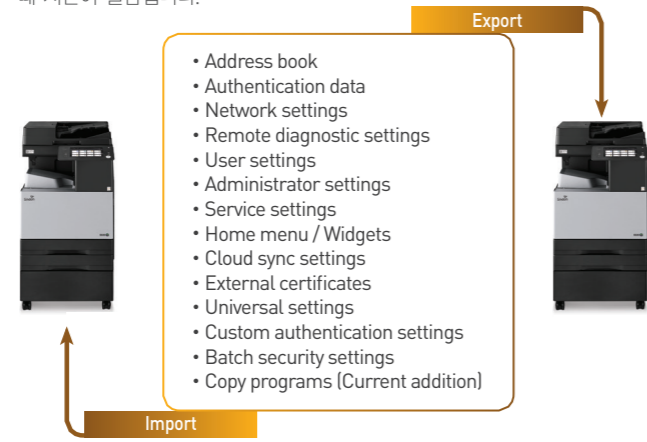 Export
• Address book
• Authentication data
• Network settings
• Remote diagnostic settings
• User settings
• Administrator settings
• Service settings
• Home menu / Widgets
• Cloud sync settings
• External certificates
• Universal settings
• Custom authentication settings
• Batch security settings
• Copy programs (Current addition)
Import